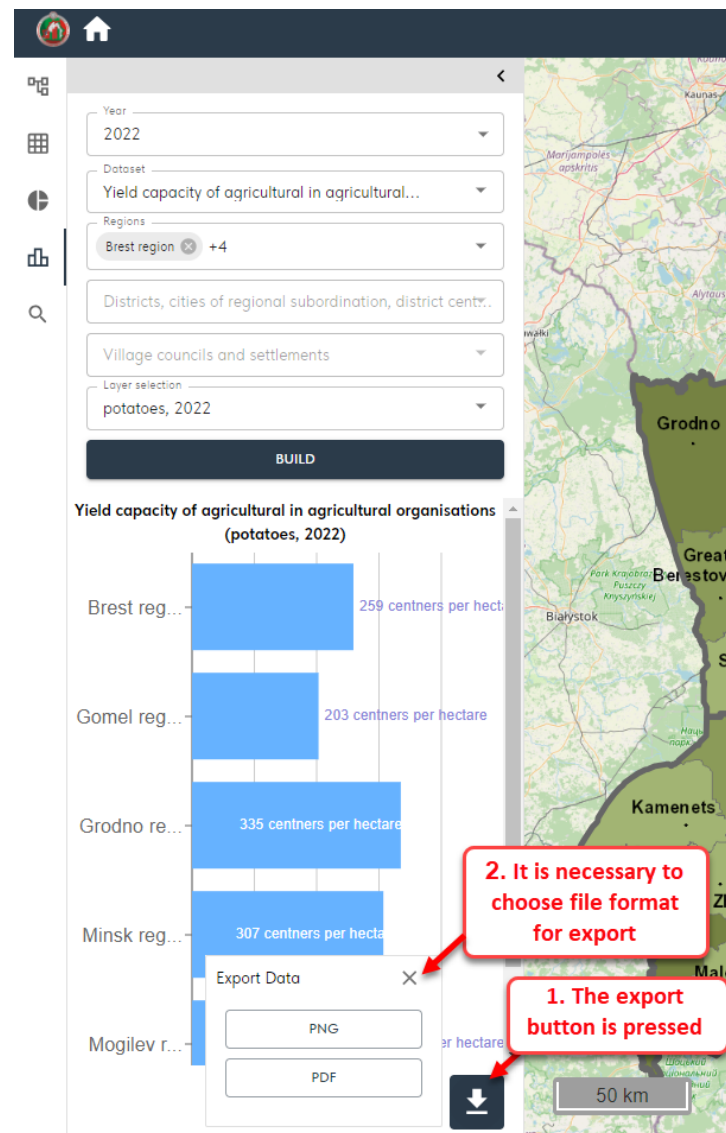 Year
2022
Dataset
Yield capacity of agricultural in agricultural...
Regions
Brest region +4
Districts, cities of regional subordination, district cent...
Village councils and settlements
Layer selection
potatoes, 2022
BUILD
Yield capacity of agricultural in agricultural organisations
(potatoes, 2022)
Brest reg...
259 centners per hecta
Gomel reg...
203 centners per hectare
Grodno re...
335 centners per hectare
Minsk reg...
307 centners per hecta
Mogilev r...
er hectare
Export Data
PNG
PDF
2. It is necessary to
choose file format
for export
1. The export
button is pressed
Kaunas
Marijampolės
apskritis
Alytaus
Grodno
Great
Berestov
Park Krajobrazowy
Puszczy
Knyszyńskiej
Białystok
Kamenets
50 km